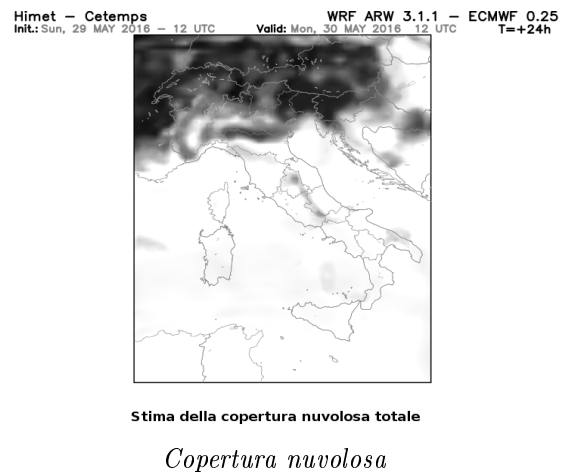 Himet – Cetemps WRF ARW 3.1.1 – ECMWF 0.25
Init.: Sun, 29 MAY 2016 – 12 UTC Valid: Mon, 30 MAY 2016 12 UTC T=+24h
Stima della copertura nuvolosa totale
Copertura nuvolosa